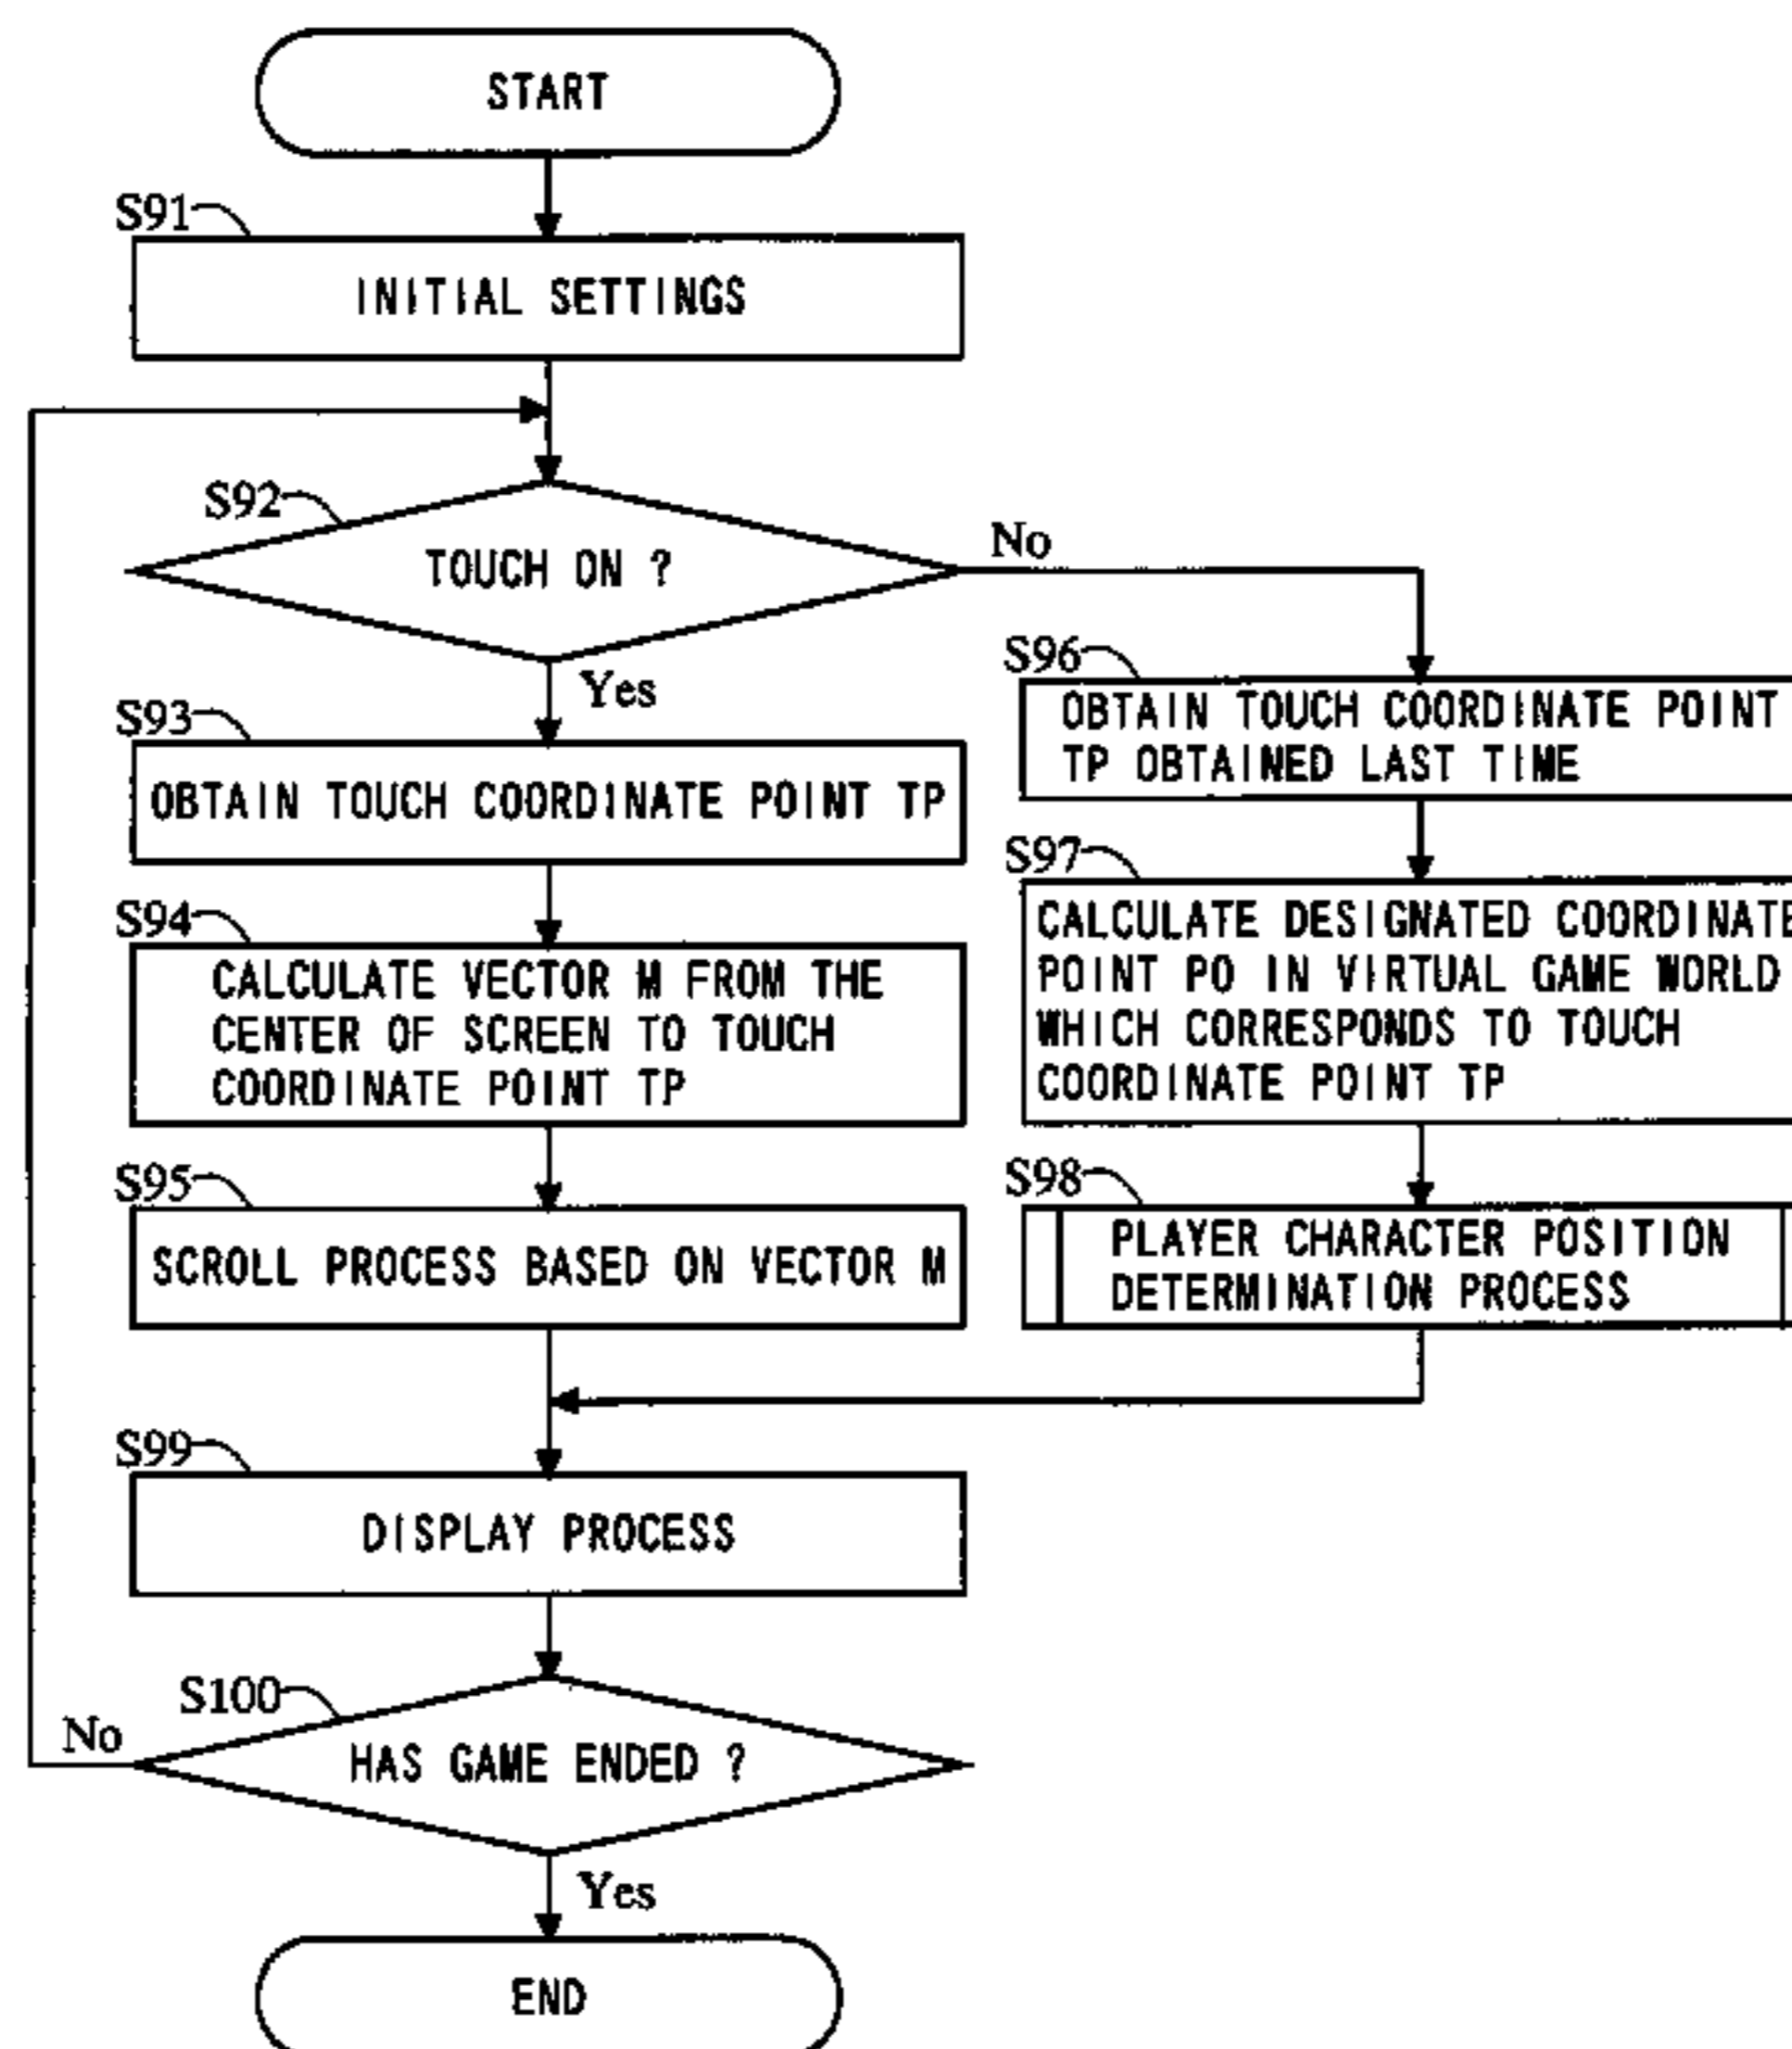 START
S91
INITIAL SETTINGS
S92
TOUCH ON ?
No
Yes
S93
OBTAIN TOUCH COORDINATE POINT TP
S94
CALCULATE VECTOR M FROM THE
CENTER OF SCREEN TO TOUCH
COORDINATE POINT TP
S95
SCROLL PROCESS BASED ON VECTOR M
S96
OBTAIN TOUCH COORDINATE POINT
TP OBTAINED LAST TIME
S97
CALCULATE DESIGNATED COORDINATE
POINT PO IN VIRTUAL GAME WORLD
WHICH CORRESPONDS TO TOUCH
COORDINATE POINT TP
S98
PLAYER CHARACTER POSITION
DETERMINATION PROCESS
S99
DISPLAY PROCESS
S100
HAS GAME ENDED ?
No
Yes
END